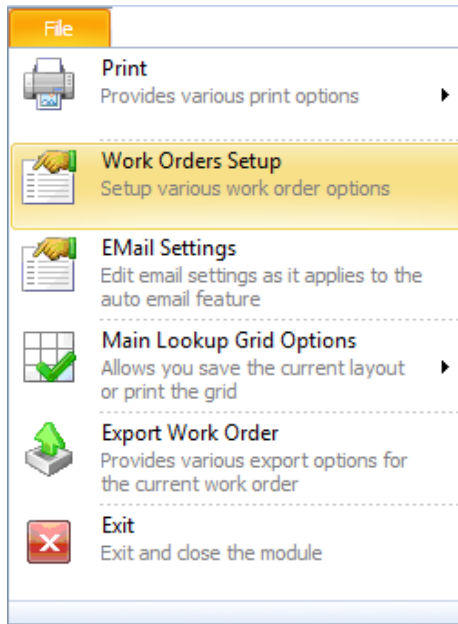 File
Print
Provides various print options
Work Orders Setup
Setup various work order options
EMail Settings
Edit email settings as it applies to the
auto email feature
Main Lookup Grid Options
Allows you save the current layout
or print the grid
Export Work Order
Provides various export options for
the current work order
Exit
Exit and close the module